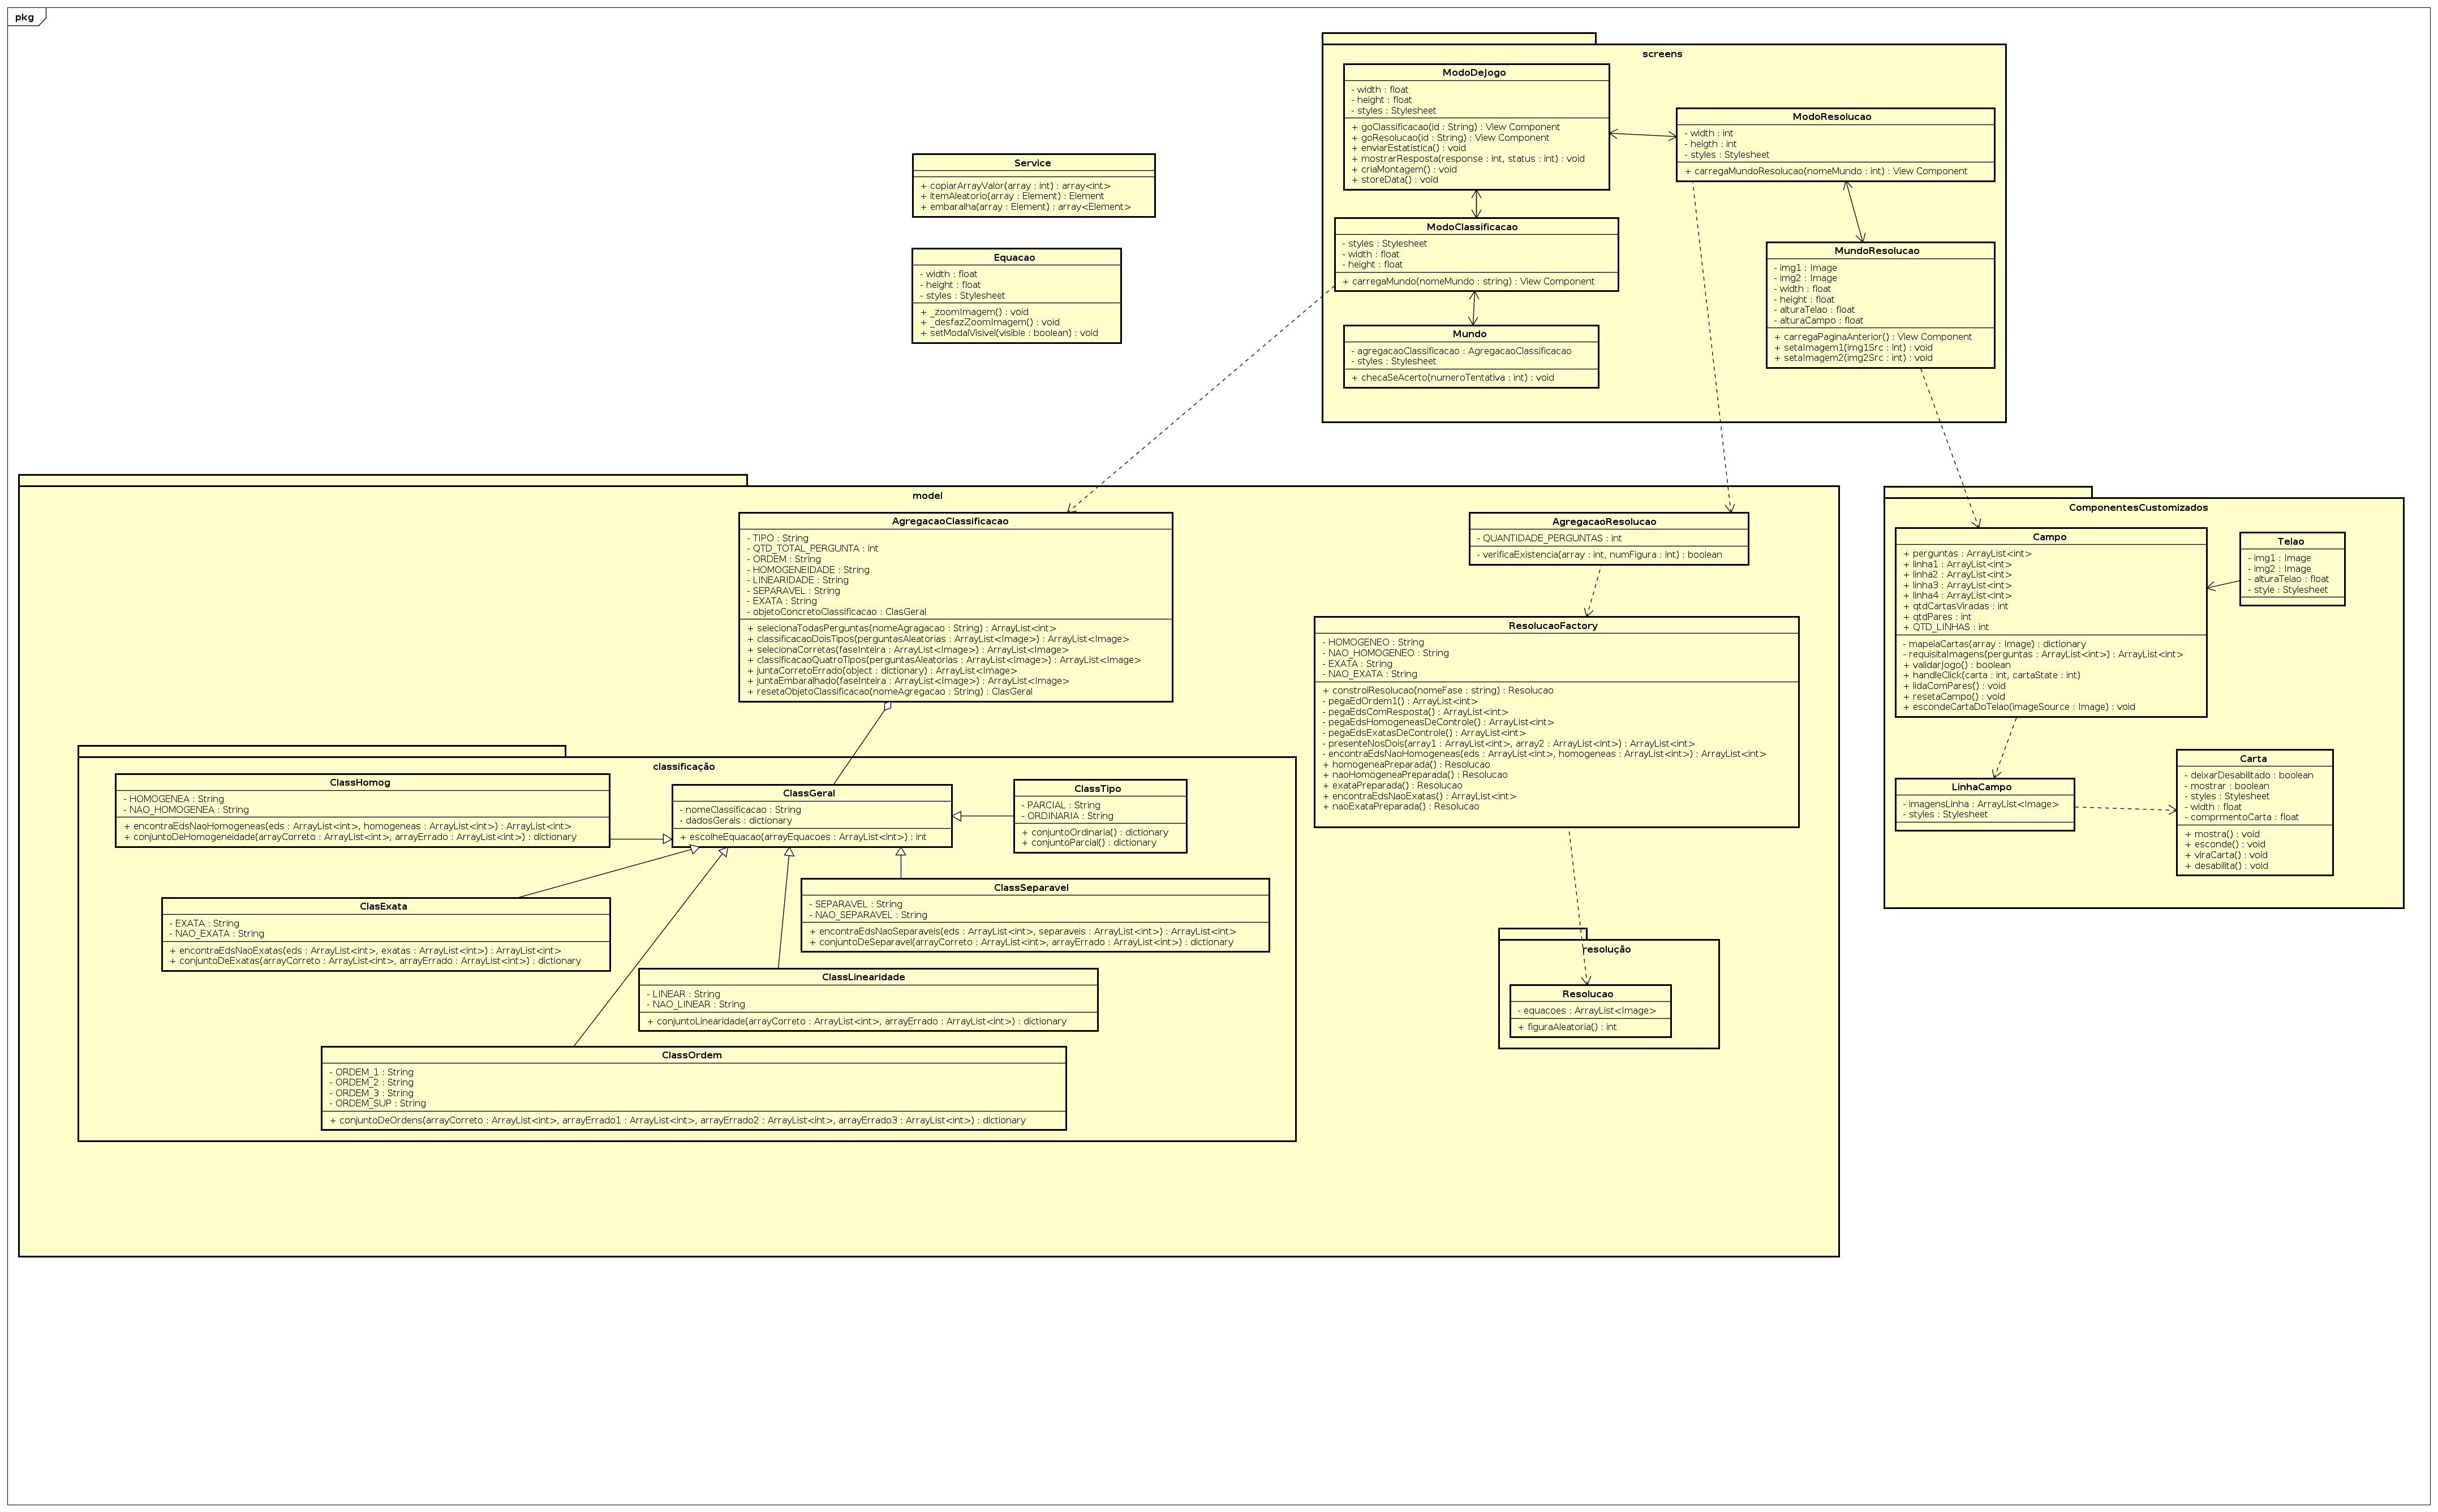 pkg
screens
ModoDeJogo
- width : float
- height : float
- styles : Stylesheet
+ goClassificacao(id : String) : View Component
+ goResolucao(id : String) : View Component
+ enviarEstatistica() : void
+ mostrarResposta(response : int, status : int) : void
+ criaMontagem() : void
+ storeData() : void
ModoResolucao
- width : int
- heigth : int
- styles : Stylesheet
+ carregaMundoResolucao(nomeMundo : int) : View Component
Service
+ copiarArrayValor(array : int) : array<int>
+ itemAleatorio(array : Element) : Element
+ embaralha(array : Element) : array<Element>
ModoClassificacao
- styles : Stylesheet
- width : float
- height : float
+ carregaMundo(nomeMundo : string) : View Component
Equacao
- width : float
- height : float
- styles : Stylesheet
+ _zoomImagem() : void
+ _desfazZoomImagem() : void
+ setModalVisivel(visible : boolean) : void
MundoResolucao
- img1 : Image
- img2 : Image
- width : float
- height : float
- alturaTelao : float
- alturaCampo : float
+ carregaPaginaAnterior() : View Component
+ setaImagem1(img1Src : int) : void
+ setaImagem2(img2Src : int) : void
Mundo
- agregacaoClassificacao : AgregacaoClassificacao
- styles : Stylesheet
+ checaSeAcerto(numeroTentativa : int) : void
model
AgregacaoClassificacao
- TIPO : String
- QTD_TOTAL_PERGUNTA : int
- ORDEM : String
- HOMOGENEIDADE : String
- LINEARIDADE : String
- SEPARAVEL : String
- EXATA : String
- objetoConcretoClassificacao : ClasGeral
+ selecionaTodasPerguntas(nomeAgragacao : String) : ArrayList<int>
+ classificacaoDoisTipos(perguntasAleatorias : ArrayList<Image>) : ArrayList<Image>
+ selecionaCorretas(faseInteira : ArrayList<Image>) : ArrayList<Image>
+ classificacaoQuatroTipos(perguntasAleatorias : ArrayList<Image>) : ArrayList<Image>
+ juntaCorretoErrado(object : dictionary) : ArrayList<Image>
+ juntaEmbaralhado(faseInteira : ArrayList<Image>) : ArrayList<Image>
+ resetaObjetoClassificacao(nomeAgregacao : String) : ClasGeral
AgregacaoResolucao
- QUANTIDADE_PERGUNTAS : int
- verificaExistencia(array : int, numFigura : int) : boolean
ResolucaoFactory
- HOMOGENEO : String
- NAO_HOMOGENEO : String
- EXATA : String
- NAO_EXATA : String
+ constroiResolucao(nomeFase : string) : Resolucao
- pegaEdOrdem1() : ArrayList<int>
- pegaEdsComResposta() : ArrayList<int>
- pegaEdsHomogeneasDeControle() : ArrayList<int>
- pegaEdsExatasDeControle() : ArrayList<int>
- presenteNosDois(array1 : ArrayList<int>, array2 : ArrayList<int>) : ArrayList<int>
- encontraEdsNaoHomogeneas(eds : ArrayList<int>, homogeneas : ArrayList<int>) : ArrayList<int>
+ homogeneaPreparada() : Resolucao
+ naoHomogeneaPreparada() : Resolucao
+ exataPreparada() : Resolucao
+ encontraEdsNaoExatas() : ArrayList<int>
+ naoExataPreparada() : Resolucao
ComponentesCustomizados
Campo
+ perguntas : ArrayList<int>
+ linha1 : ArrayList<int>
+ linha2 : ArrayList<int>
+ linha3 : ArrayList<int>
+ linha4 : ArrayList<int>
+ qtdCartasViradas : int
+ qtdPares : int
+ QTD_LINHAS : int
- mapeiaCartas(array : Image) : dictionary
- requisitaImagens(perguntas : ArrayList<int>) : ArrayList<int>
+ validarJogo() : boolean
+ handleClick(carta : int, cartaState : int)
+ lidaComPares() : void
+ resetaCampo() : void
+ escondeCartaDoTelao(imageSource : Image) : void
Telao
- img1 : Image
- img2 : Image
- alturaTelao : float
- style : Stylesheet
LinhaCampo
- imagensLinha : ArrayList<Image>
- styles : Stylesheet
Carta
- deixarDesabilitado : boolean
- mostrar : boolean
- styles : Stylesheet
- width : float
- comprmentoCarta : float
+ mostra() : void
+ esconde() : void
+ viraCarta() : void
+ desabilita() : void
classificação
ClassHomog
- HOMOGENEA : String
- NAO_HOMOGENEA : String
+ encontraEdsNaoHomogeneas(eds : ArrayList<int>, homogeneas : ArrayList<int>) : ArrayList<int>
+ conjuntoDeHomogeneidade(arrayCorreto : ArrayList<int>, arrayErrado : ArrayList<int>) : dictionary
ClassGeral
- nomeClassificacao : String
- dadosGerais : dictionary
+ escolheEquacao(arrayEquacoes : ArrayList<int>) : int
ClassTipo
- PARCIAL : String
- ORDINARIA : String
+ conjuntoOrdinaria() : dictionary
+ conjuntoParcial() : dictionary
ClasExata
- EXATA : String
- NAO_EXATA : String
+ encontraEdsNaoExatas(eds : ArrayList<int>, exatas : ArrayList<int>) : ArrayList<int>
+ conjuntoDeExatas(arrayCorreto : ArrayList<int>, arrayErrado : ArrayList<int>) : dictionary
ClassSeparavel
- SEPARAVEL : String
- NAO_SEPARAVEL : String
+ encontraEdsNaoSeparaveis(eds : ArrayList<int>, separaveis : ArrayList<int>) : ArrayList<int>
+ conjuntoDeSeparavel(arrayCorreto : ArrayList<int>, arrayErrado : ArrayList<int>) : dictionary
ClassLinearidade
- LINEAR : String
- NAO_LINEAR : String
+ conjuntoLinearidade(arrayCorreto : ArrayList<int>, arrayErrado : ArrayList<int>) : dictionary
ClassOrdem
- ORDEM_1 : String
- ORDEM_2 : String
- ORDEM_3 : String
- ORDEM_SUP : String
+ conjuntoDeOrdens(arrayCorreto : ArrayList<int>, arrayErrado1 : ArrayList<int>, arrayErrado2 : ArrayList<int>, arrayErrado3 : ArrayList<int>) : dictionary
resolução
Resolucao
- equacoes : ArrayList<Image>
+ figuraAleatoria() : int